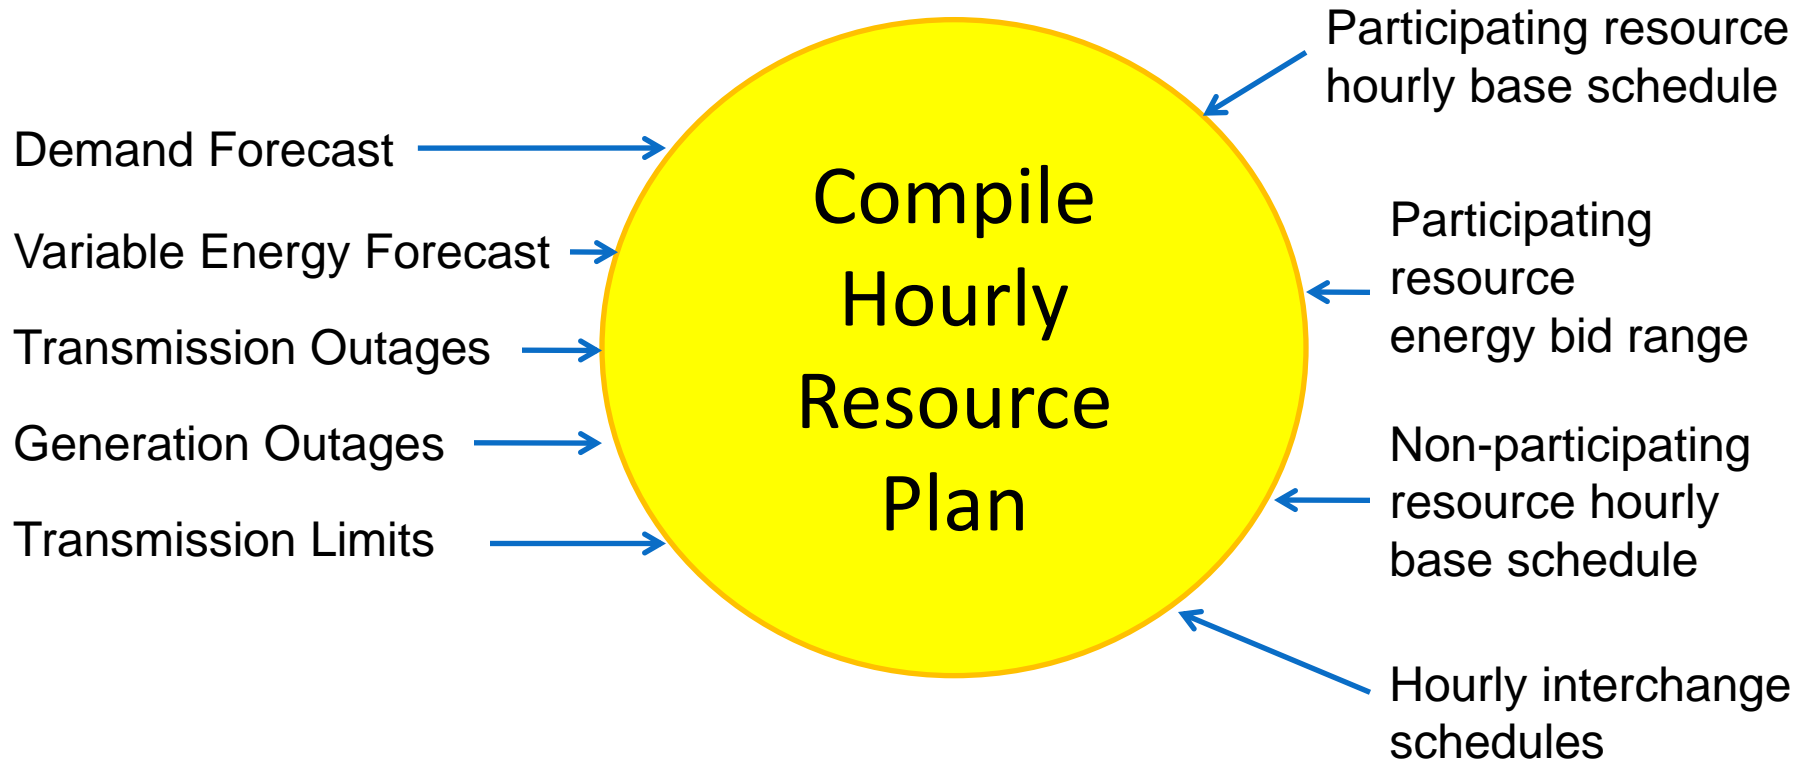 Demand Forecast
Variable Energy Forecast
Transmission Outages
Generation Outages
Transmission Limits
Compile
Hourly
Resource
Plan
Participating resource
hourly base schedule
Participating
resource
energy bid range
Non-participating
resource hourly
base schedule
Hourly interchange
schedules